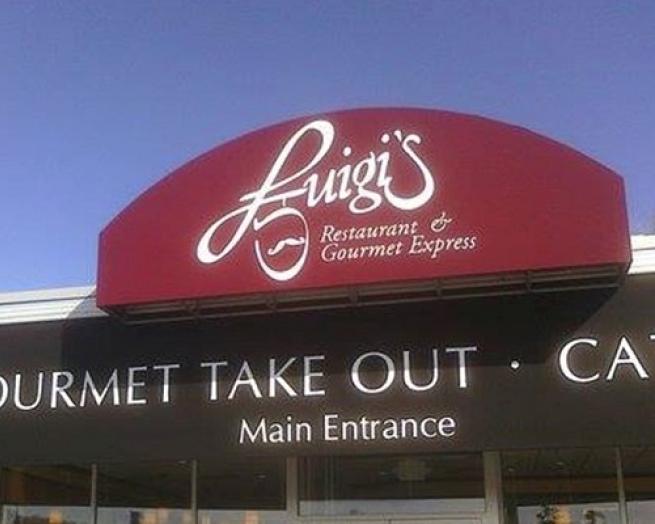 Luigi's
Restaurant &
Gourmet Express
OURMET TAKE OUT · CA
Main Entrance